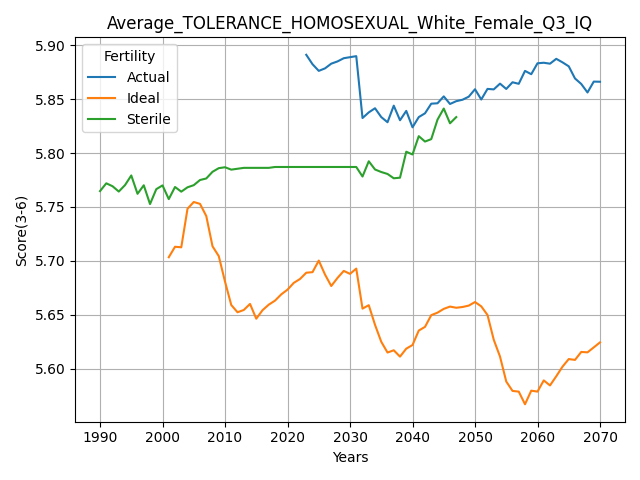 Average_TOLERANCE_HOMOSEXUAL_White_Female_Q3_IQ
Fertility
Actual
Ideal
Sterile
Score(3-6)
5.90
5.85
5.80
5.75
5.70
5.65
5.60
1990 2000 2010 2020 2030 2040 2050 2060 2070
Years